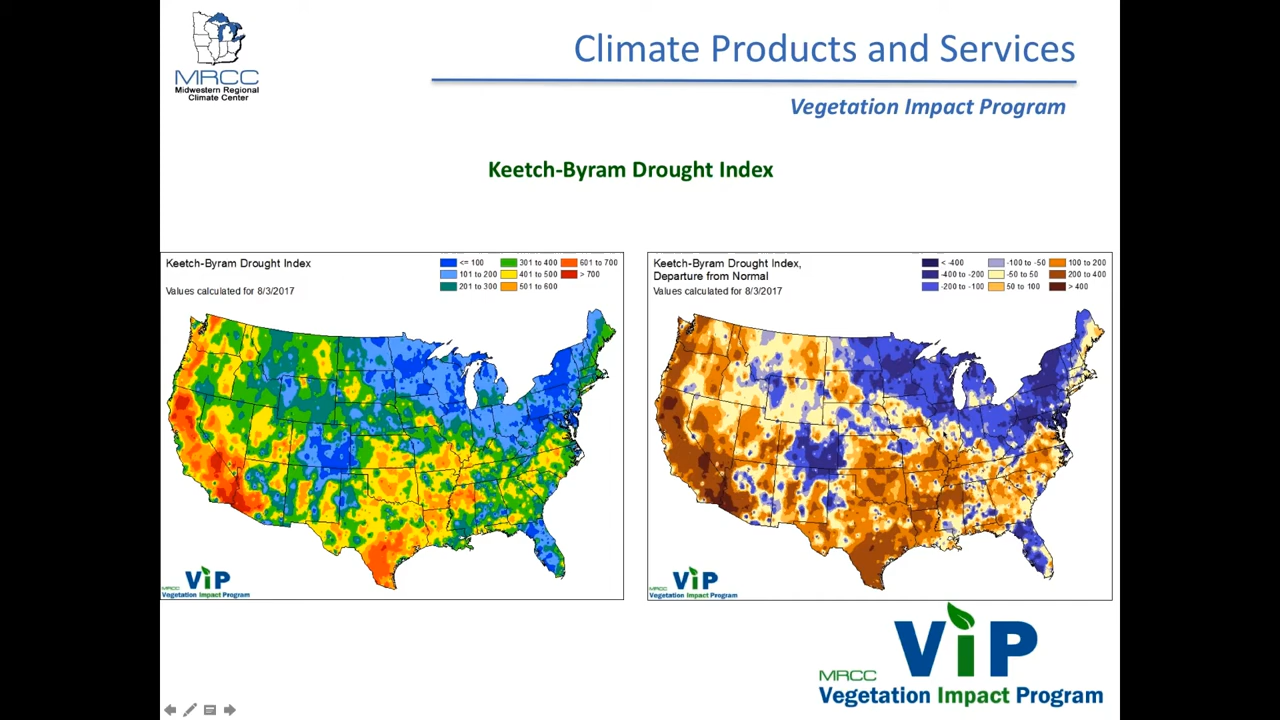 MRCC
Midwestern Regional
Climate Center
Climate Products and Services
Vegetation Impact Program
Keetch-Byram Drought Index
Keetch-Byram Drought Index
Values calculated for 8/3/2017
<= 100
101 to 200
201 to 300
301 to 400
401 to 500
501 to 600
601 to 700
> 700
MRCC ViP
Vegetation Impact Program
Keetch-Byram Drought Index,
Departure from Normal
Values calculated for 8/3/2017
< -400
-400 to -200
-200 to -100
-100 to -50
-50 to 50
50 to 100
100 to 200
200 to 400
> 400
MRCC ViP
Vegetation Impact Program
MRCC ViP
Vegetation Impact Program